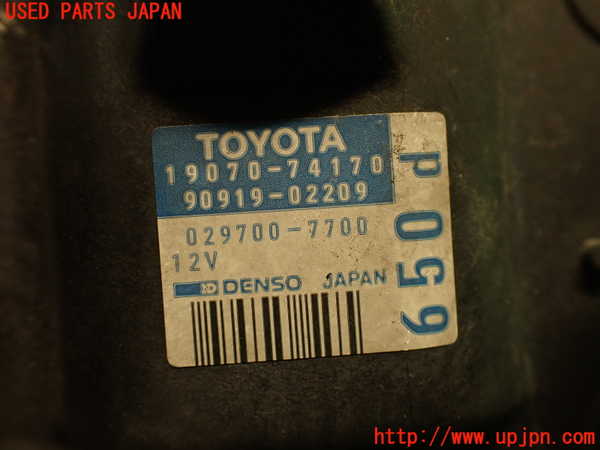 USED PARTS JAPAN
TOYOTA
19070-74170
90919-02209
029700-7700
12V
DENSO JAPAN
P059
http://www.upjpn.com/